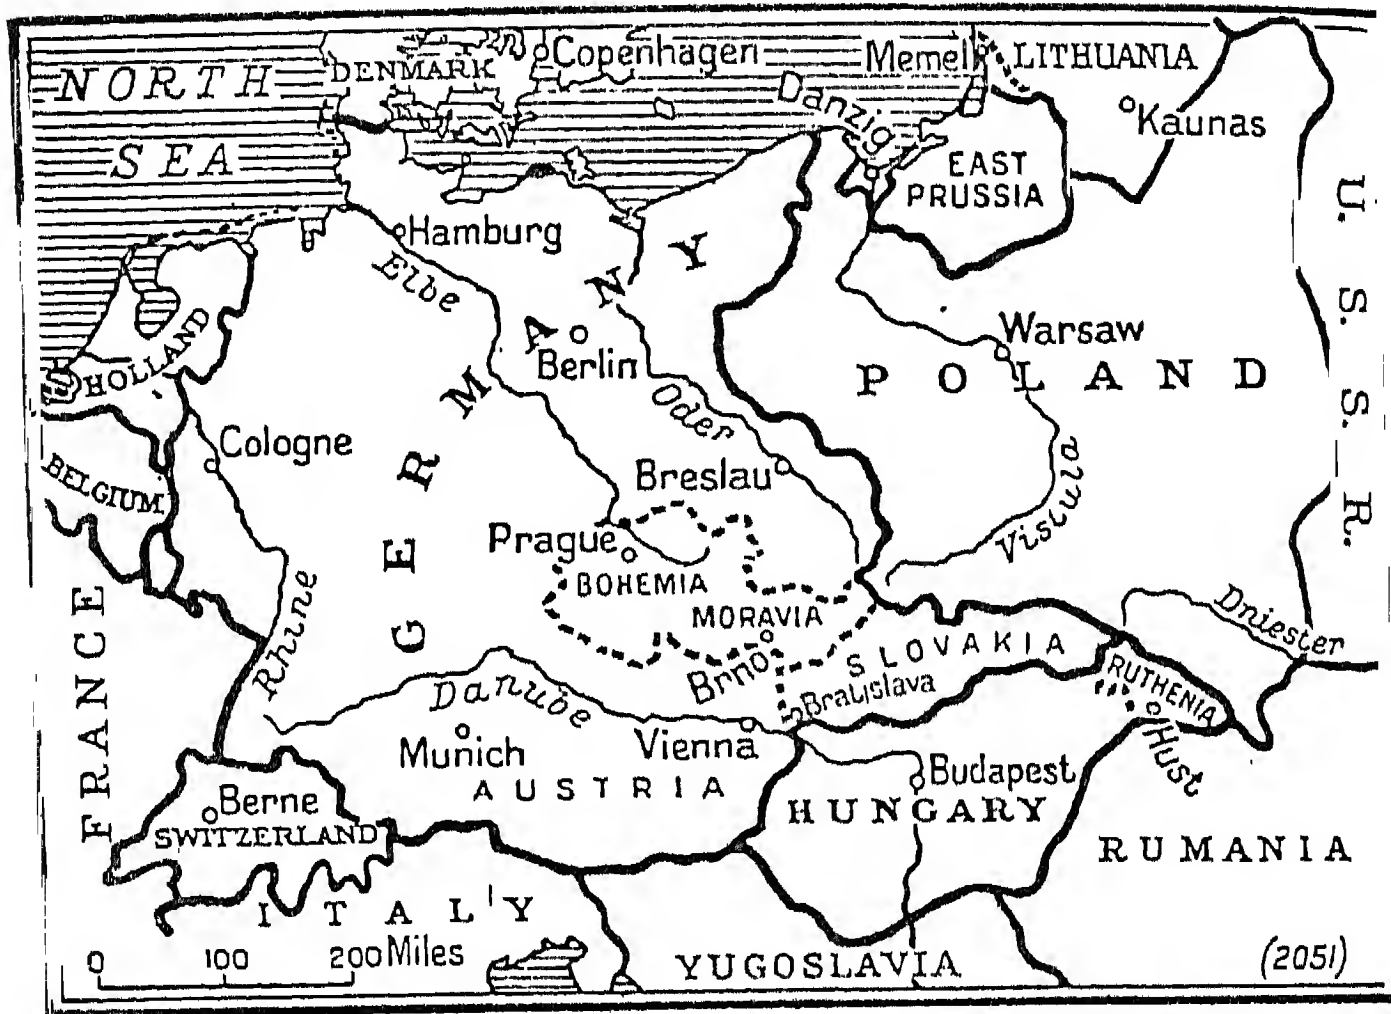 NORTH
SEA
DENMARK
Copenhagen
Memel
LITHUANIA
Danzig
Kaunas
EAST
PRUSSIA
U. S. S. R.
Hamburg
Elbe
GERMANY
HOLLAND
Berlin
Warsaw
POLAND
Oder
Cologne
BELGIUM
Breslau
Vistula
Prague
BOHEMIA
MORAVIA
Brno
SLOVAKIA
Bratislava
RUTHENIA
Hust
Dniester
FRANCE
Rhine
Danube
Munich
Vienna
AUSTRIA
Budapest
HUNGARY
RUMANIA
Berne
SWITZERLAND
ITALY
YUGOSLAVIA
0 100 200 Miles
(2051)